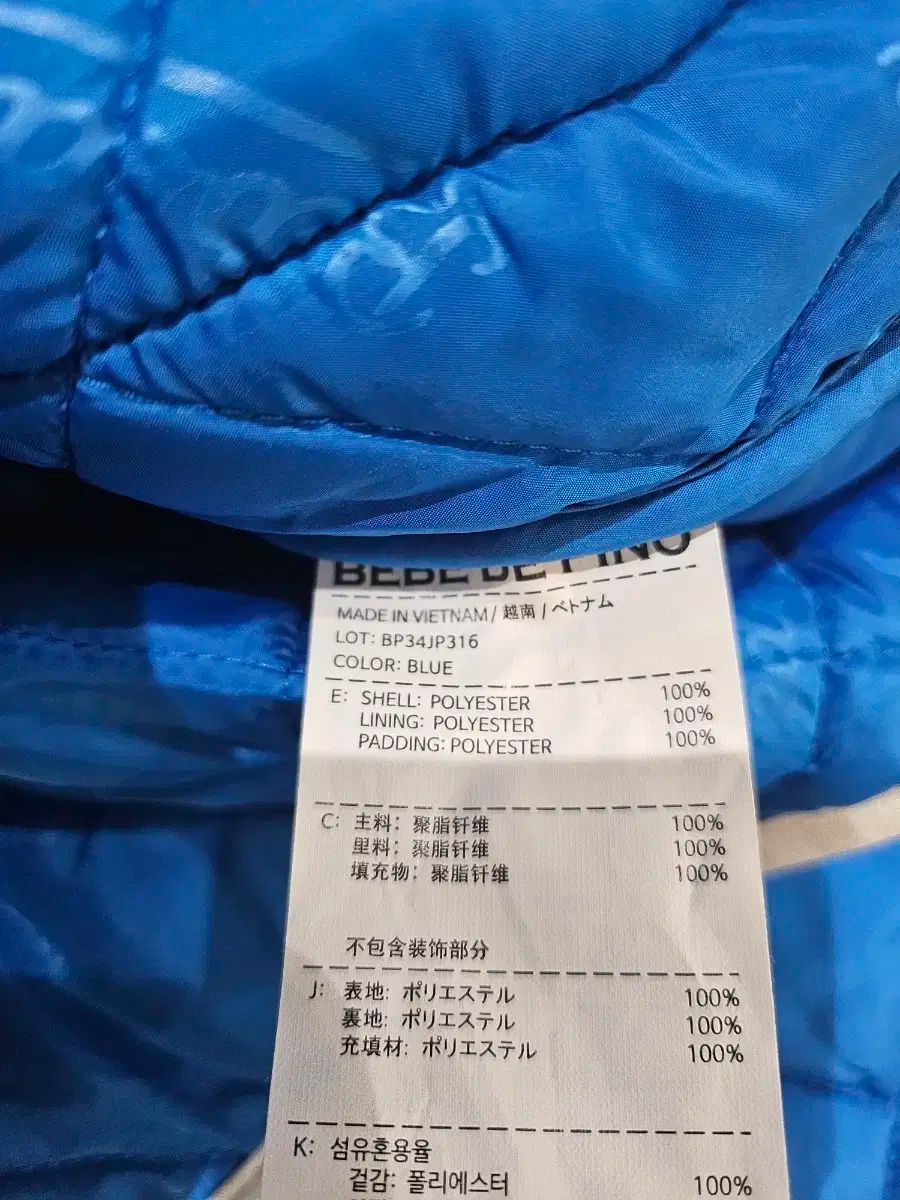 BEBE DE PINO
MADE IN VIETNAM / 越南 / ベトナム
LOT: BP34JP316
COLOR: BLUE
E: SHELL: POLYESTER 100%
LINING: POLYESTER 100%
PADDING: POLYESTER 100%
C: 主料: 聚脂钎维 100%
里料: 聚脂钎维 100%
填充物: 聚脂钎维 100%
不包含装饰部分
J: 表地: ポリエステル 100%
裏地: ポリエステル 100%
充填材: ポリエステル 100%
K: 섬유혼용율
겉감: 폴리에스터 100%